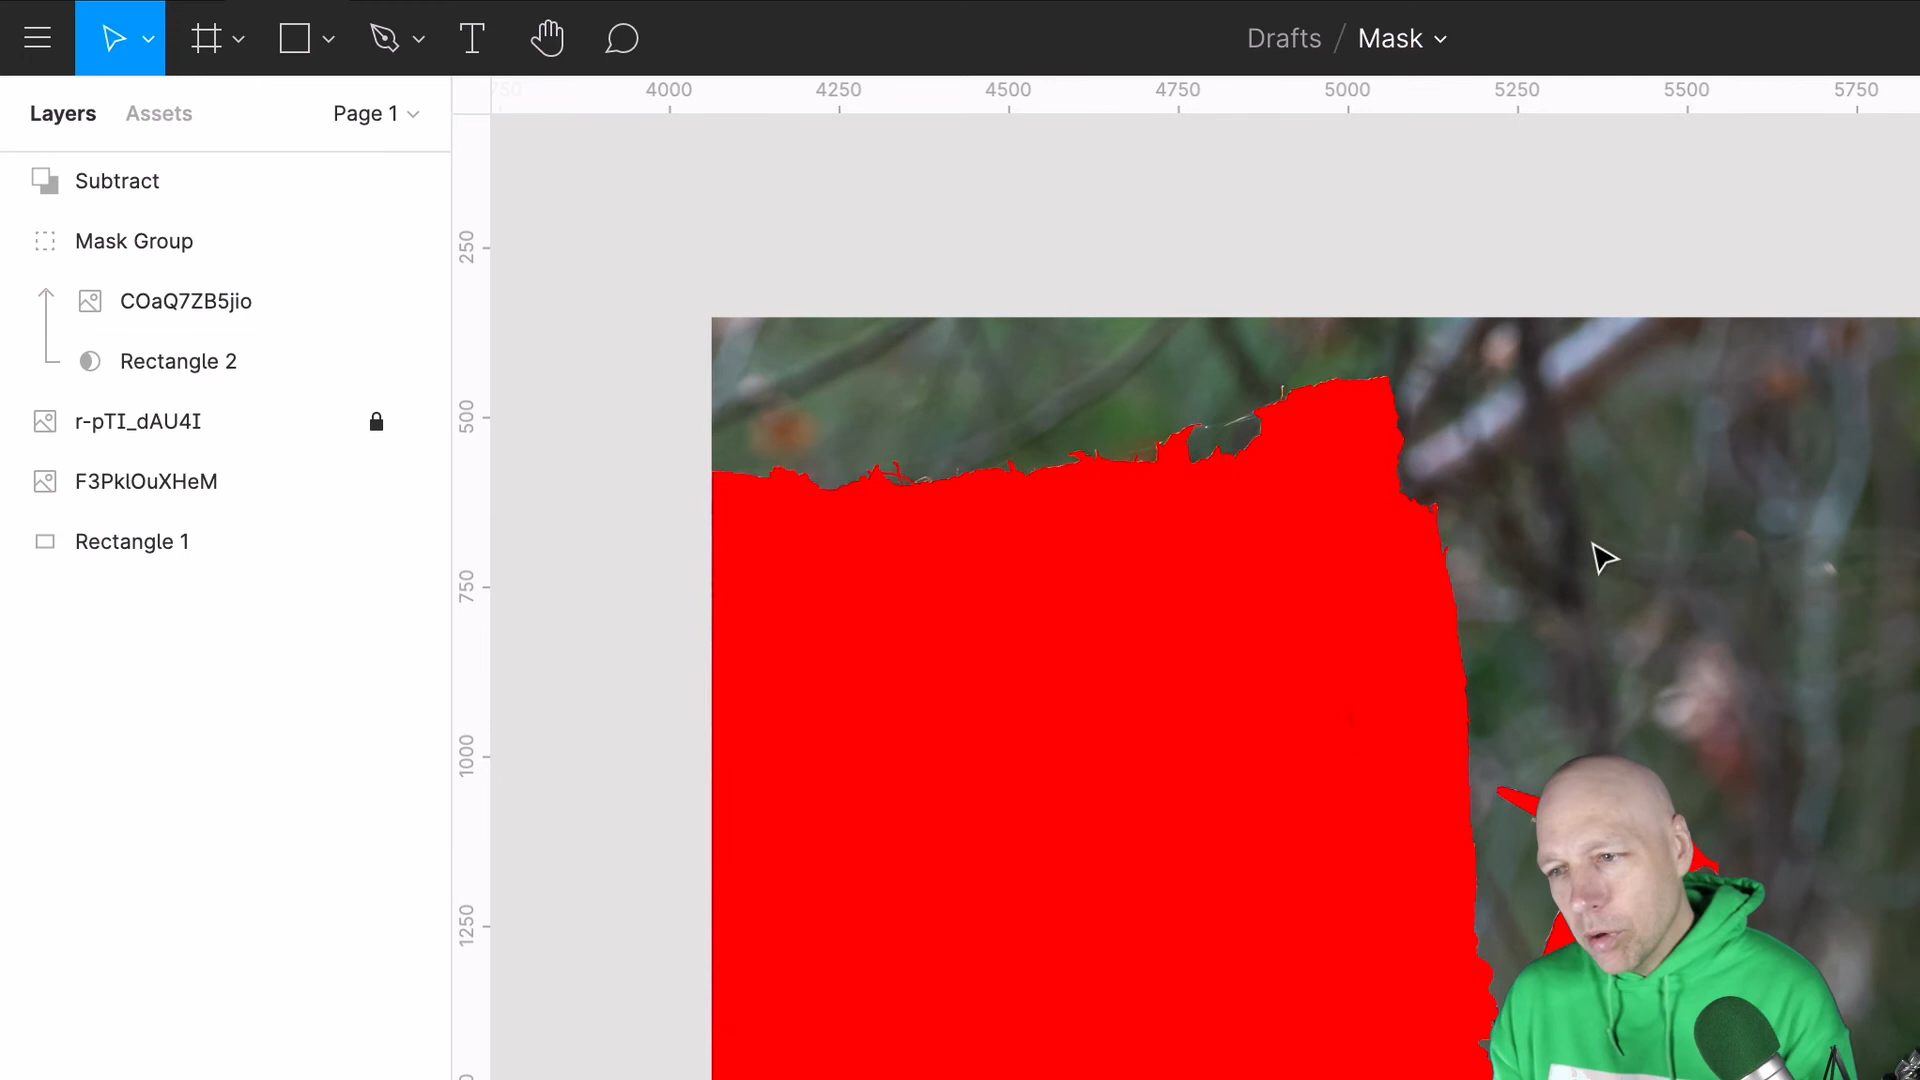 Drafts / Mask
750 4000 4250 4500 4750 5000 5250 5500 5750
Layers Assets Page 1
Subtract
Mask Group
COaQ7ZB5jio
Rectangle 2
r-pTI_dAU4I
F3PklOuXHeM
Rectangle 1
250
500
750
1000
1250